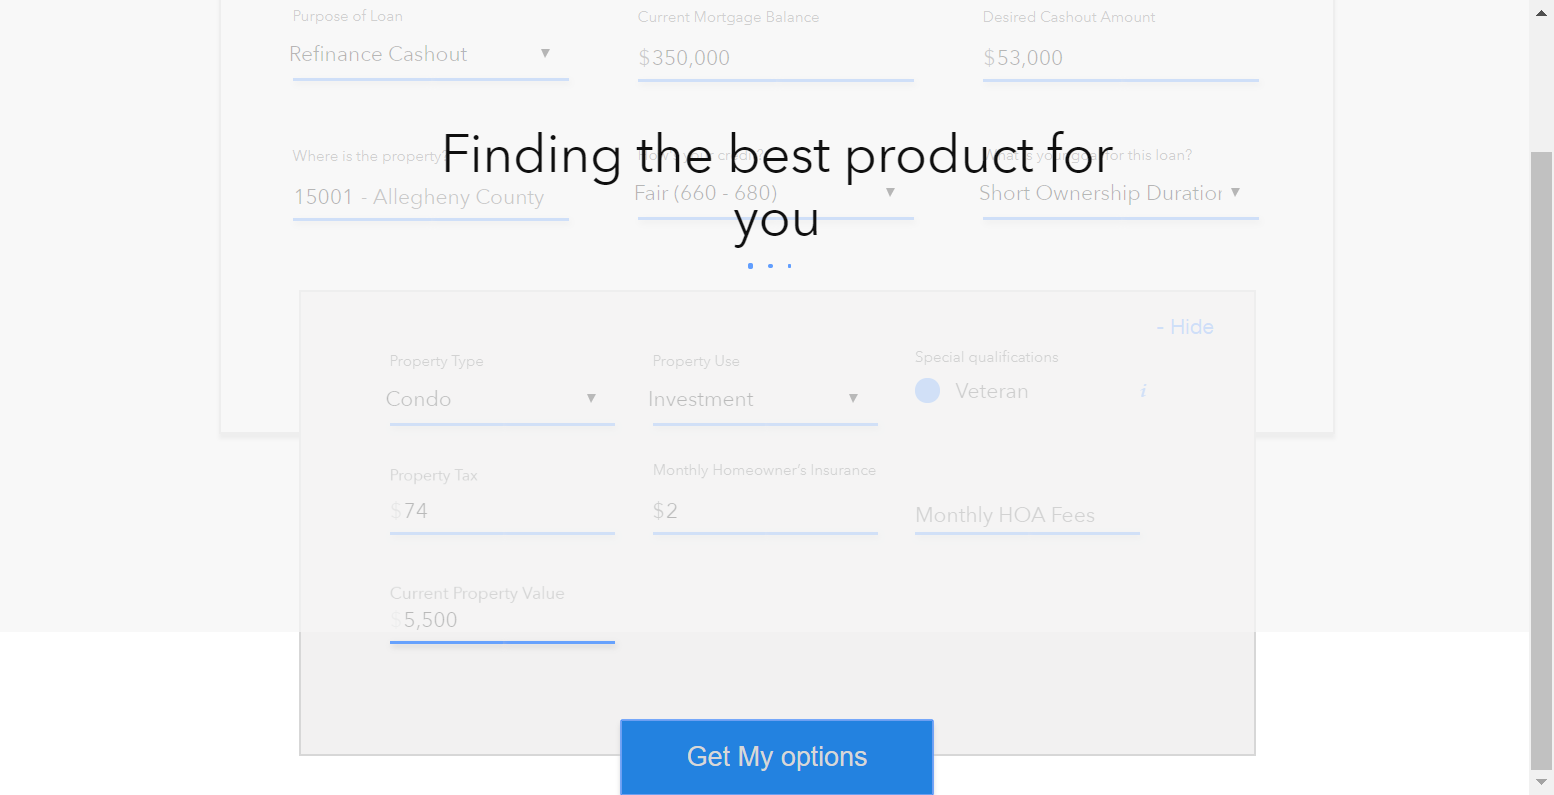 Purpose of Loan
Current Mortgage Balance
Desired Cashout Amount
Refinance Cashout
$350,000
$53,000
Where is the property?
How's your credit?
What is your goal for this loan?
Finding the best product for
15001 - Allegheny County
Fair (660 - 680)
Short Ownership Duration
you
- Hide
Property Type
Property Use
Special qualifications
Condo
Investment
Veteran
i
Property Tax
Monthly Homeowner's Insurance
$74
$2
Monthly HOA Fees
Current Property Value
$5,500
Get My options